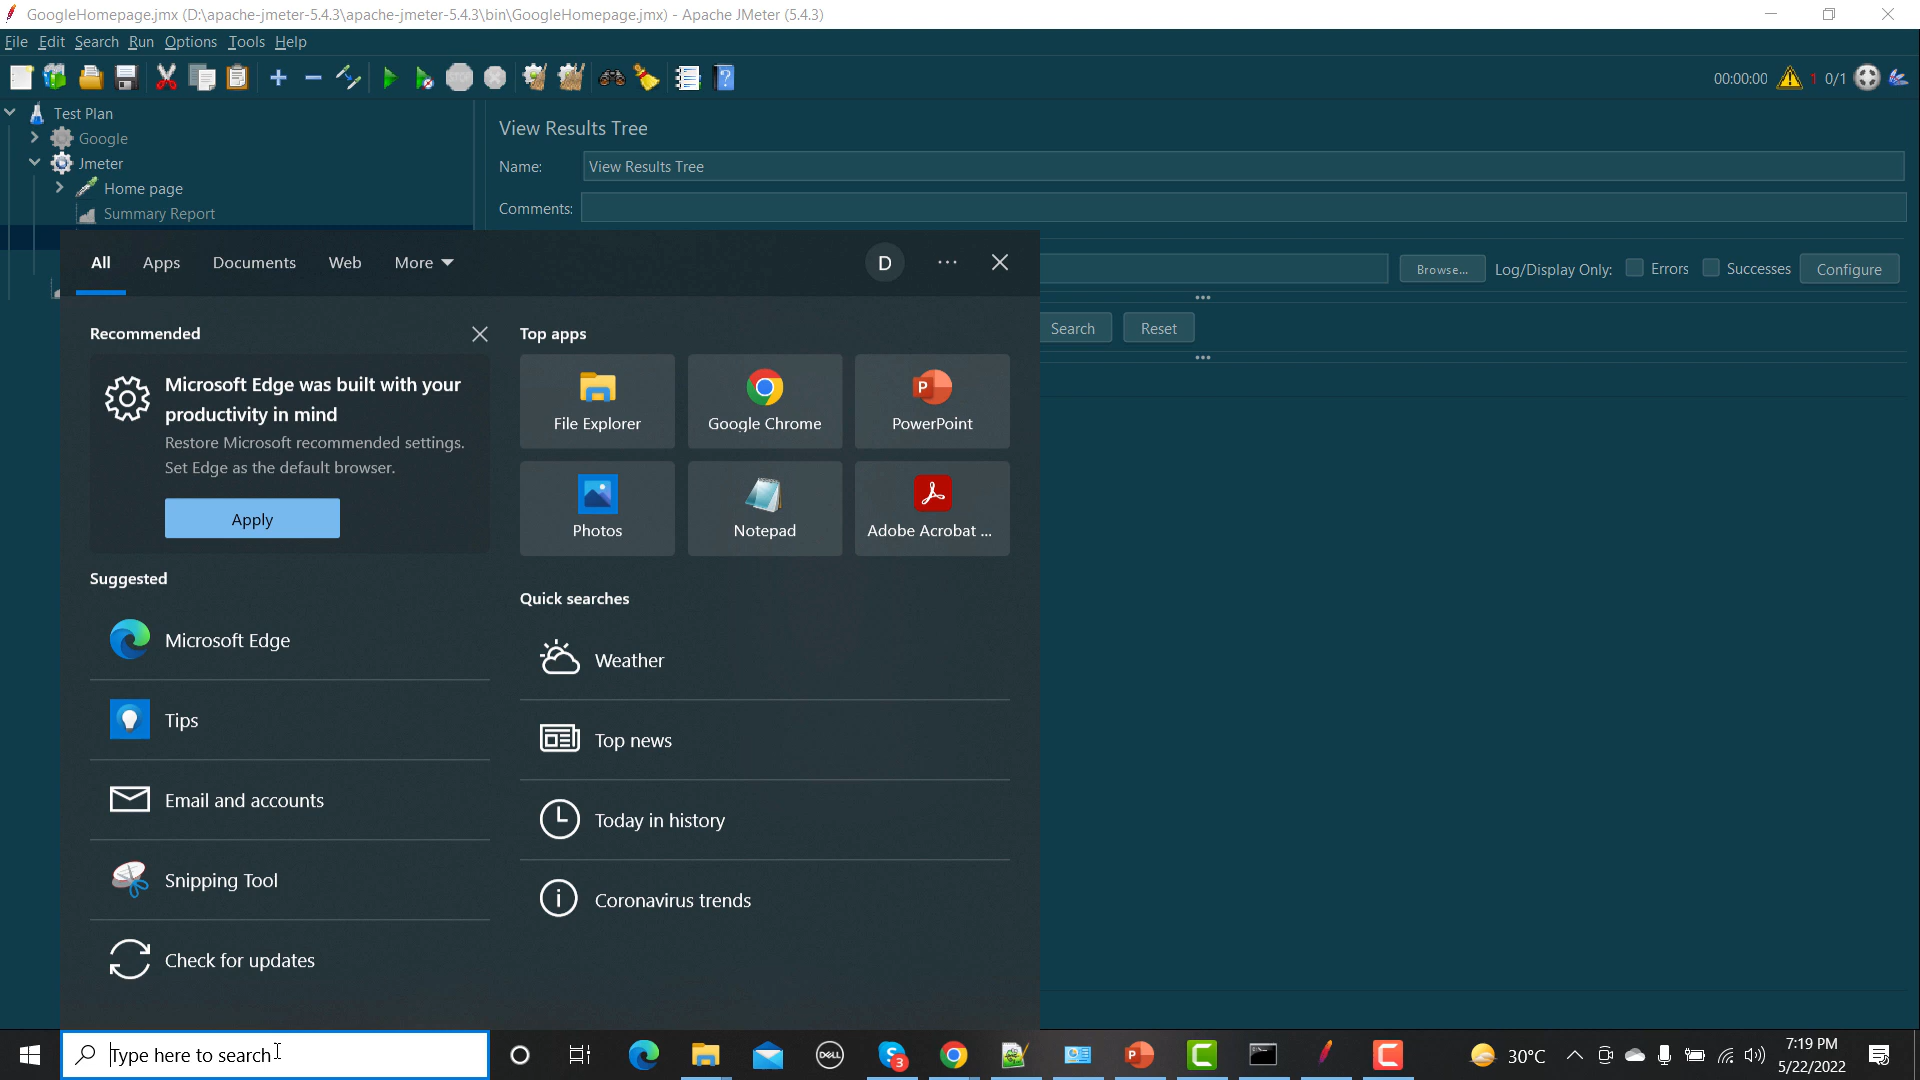 GoogleHomepage.jmx (D:\apache-jmeter-5.4.3\apache-jmeter-5.4.3\bin\GoogleHomepage.jmx) - Apache JMeter (5.4.3)
File Edit Search Run Options Tools Help
STOP
00:00:00 1 0/1
Test Plan
Google
Jmeter
Home page
Summary Report
View Results Tree
Name: View Results Tree
Comments:
Browse... Log/Display Only: Errors Successes Configure
Search Reset
All Apps Documents Web More D
Recommended
Microsoft Edge was built with your
productivity in mind
Restore Microsoft recommended settings.
Set Edge as the default browser.
Apply
Suggested
Microsoft Edge
Tips
Email and accounts
Snipping Tool
Check for updates
Top apps
File Explorer
Google Chrome
PowerPoint
Photos
Notepad
Adobe Acrobat ...
Quick searches
Weather
Top news
Today in history
Coronavirus trends
Type here to search
DELL
3
30°C
7:19 PM
5/22/2022